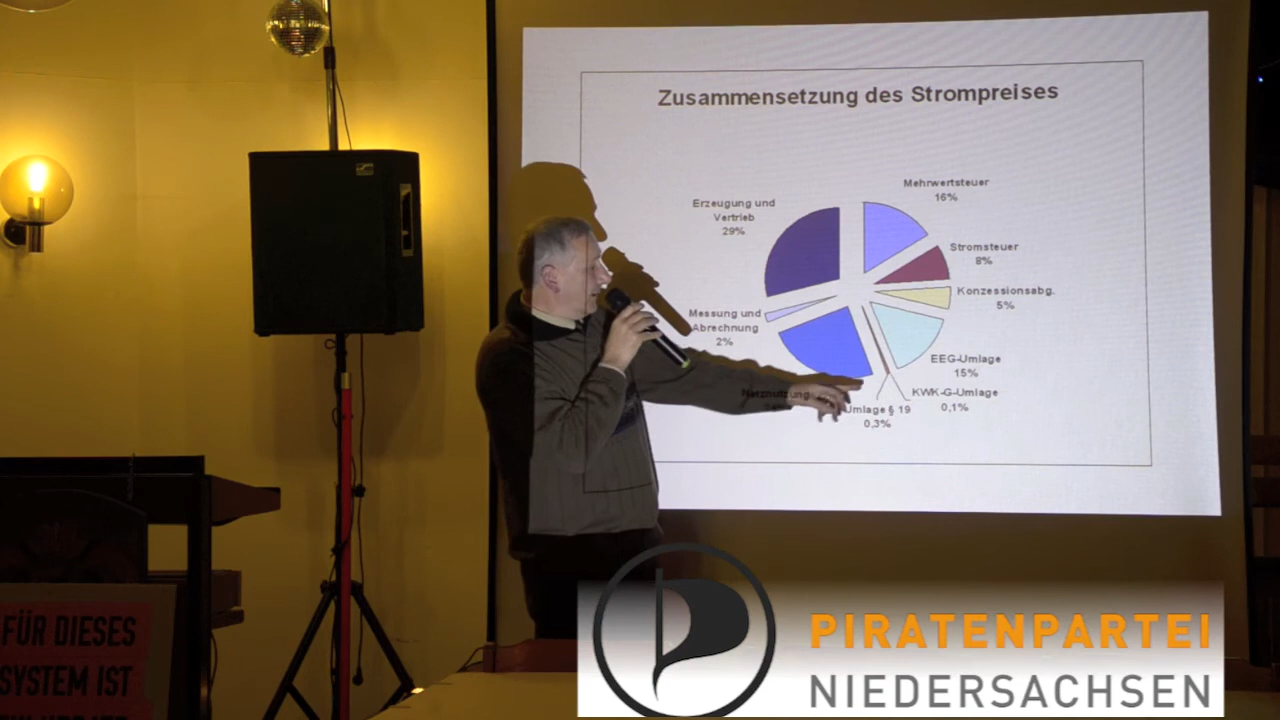 Zusammensetzung des Strompreises
Mehrwertsteuer
16%
Erzeugung und
Vertrieb
29%
Stromsteuer
8%
Konzessionsabg.
5%
Messung und
Abrechnung
2%
EEG-Umlage
15%
KWK-G-Umlage
0,1%
Netznutzung
Umlage § 19
0,3%
FÜR DIESES
SYSTEM IST
PIRATENPARTEI
NIEDERSACHSEN